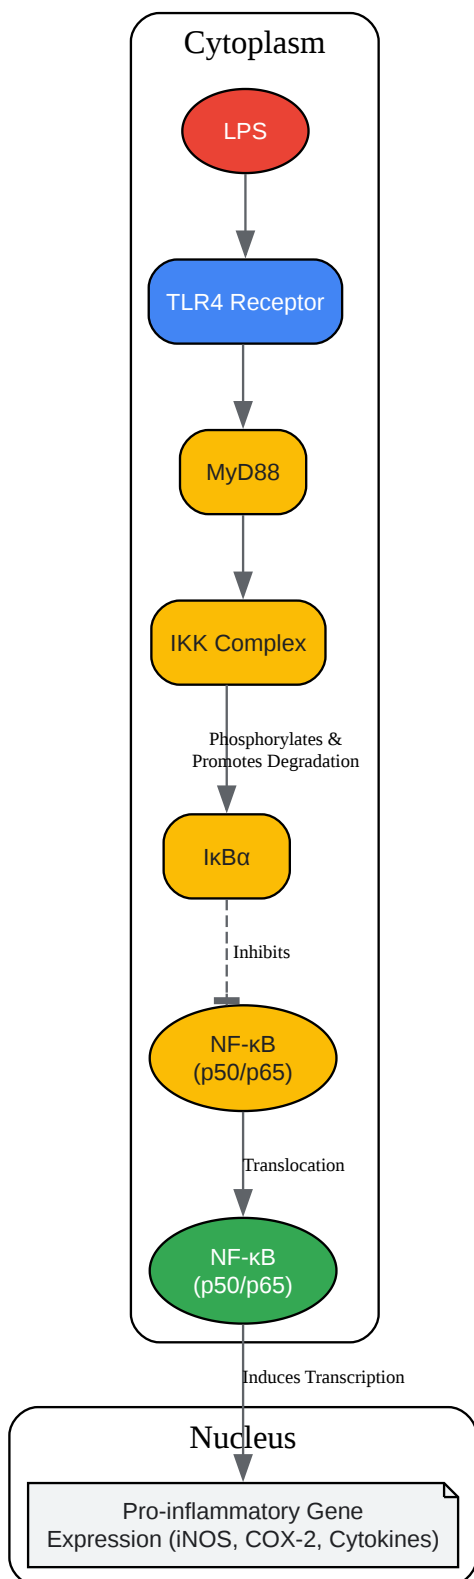 Cytoplasm
LPS
TLR4 Receptor
MyD88
IKK Complex
Phosphorylates &
Promotes Degradation
IκBα
Inhibits
NF-κB
(p50/p65)
Translocation
NF-κB
(p50/p65)
Induces Transcription
Nucleus
Pro-inflammatory Gene
Expression (iNOS, COX-2, Cytokines)